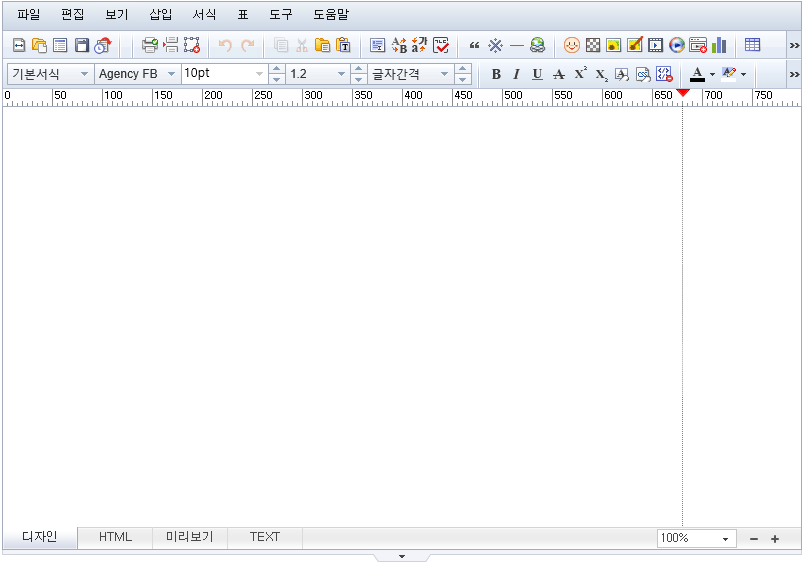 파일 편집 보기 삽입 서식 표 도구 도움말
기본서식 Agency FB 10pt 1.2 글자간격 B I U A X² X₂
0 50 100 150 200 250 300 350 400 450 500 550 600 650 700 750
디자인 HTML 미리보기 TEXT 100%